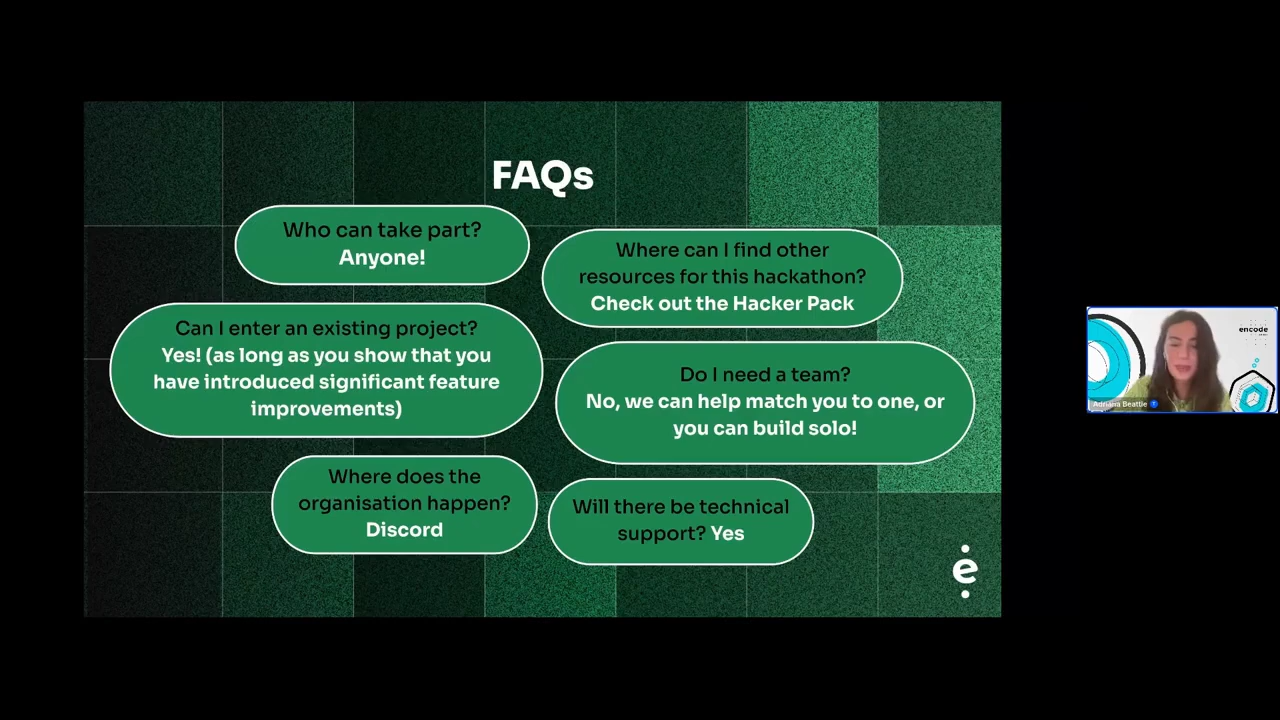 FAQs
Who can take part?
Anyone!
Where can I find other
resources for this hackathon?
Check out the Hacker Pack
Can I enter an existing project?
Yes! (as long as you show that you
have introduced significant feature
improvements)
Do I need a team?
No, we can help match you to one, or
you can build solo!
Where does the
organisation happen?
Discord
Will there be technical
support? Yes
e
encode
Adriana Beattie